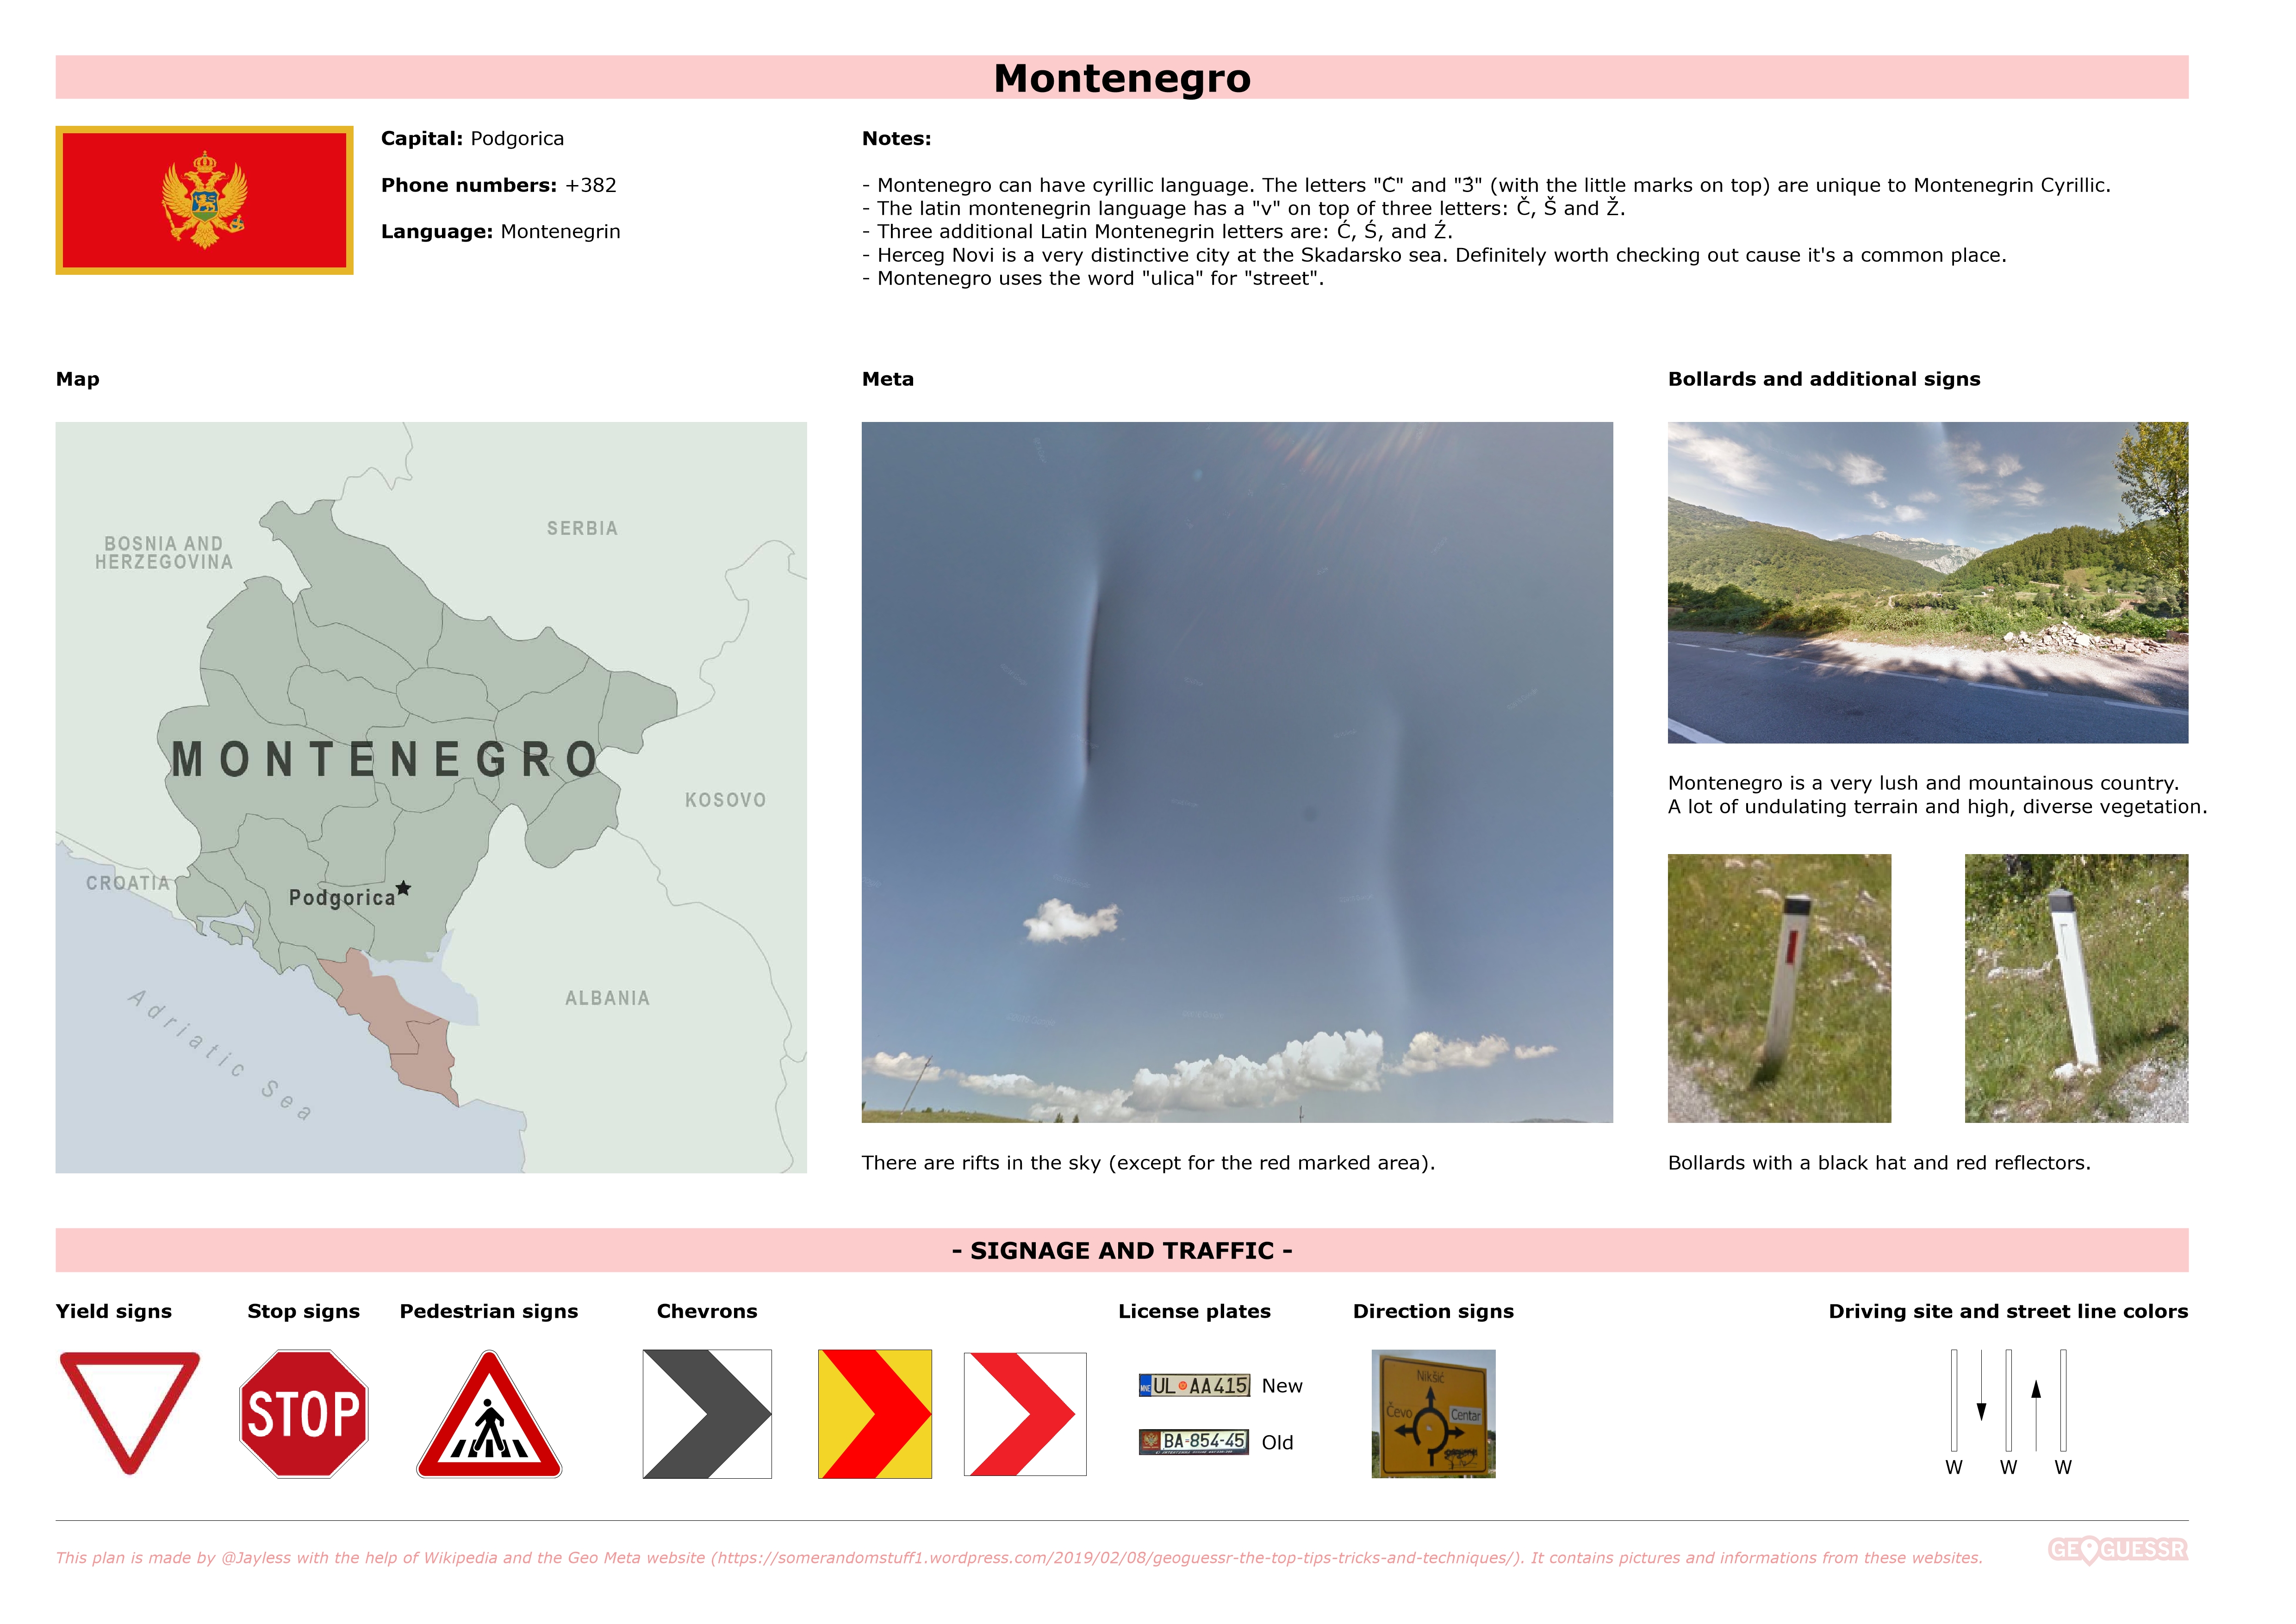 Montenegro
Capital: Podgorica
Phone numbers: +382
Language: Montenegrin
Notes:
- Montenegro can have cyrillic language. The letters "С́" and "З́" (with the little marks on top) are unique to Montenegrin Cyrillic.
- The latin montenegrin language has a "v" on top of three letters: Č, Š and Ž.
- Three additional Latin Montenegrin letters are: Ć, Ś, and Ź.
- Herceg Novi is a very distinctive city at the Skadarsko sea. Definitely worth checking out cause it's a common place.
- Montenegro uses the word "ulica" for "street".
Map
BOSNIA AND
HERZEGOVINA
SERBIA
MONTENEGRO
KOSOVO
CROATIA
Podgorica
ALBANIA
Adriatic Sea
Meta
There are rifts in the sky (except for the red marked area).
Bollards and additional signs
Montenegro is a very lush and mountainous country.
A lot of undulating terrain and high, diverse vegetation.
Bollards with a black hat and red reflectors.
- SIGNAGE AND TRAFFIC -
Yield signs
Stop signs
STOP
Pedestrian signs
Chevrons
License plates
MNE UL AA415
New
BA-854-45
Old
Direction signs
Nikšić
Čevo
Centar
Driving site and street line colors
W W W
This plan is made by @Jayless with the help of Wikipedia and the Geo Meta website (https://somerandomstuff1.wordpress.com/2019/02/08/geoguessr-the-top-tips-tricks-and-techniques/). It contains pictures and informations from these websites.
GEOGUESSR